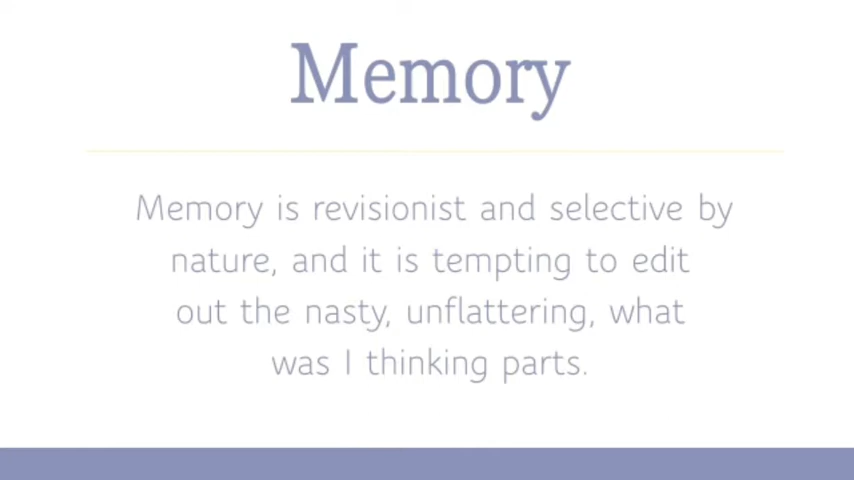 Memory
Memory is revisionist and selective by
nature, and it is tempting to edit
out the nasty, unflattering, what
was I thinking parts.